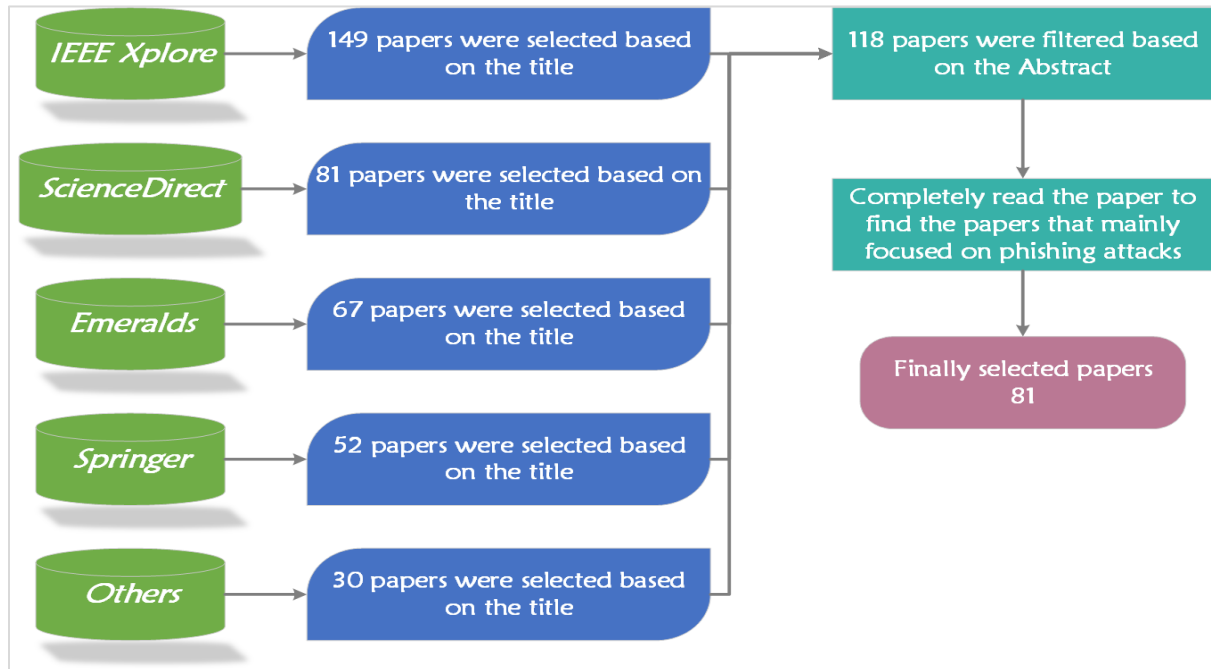 IEEE Xplore
149 papers were selected based
on the title
118 papers were filtered based
on the Abstract
ScienceDirect
81 papers were selected based on
the title
Completely read the paper to
find the papers that mainly
focused on phishing attacks
Emeralds
67 papers were selected based
on the title
Finally selected papers
81
Springer
52 papers were selected based
on the title
Others
30 papers were selected based
on the title